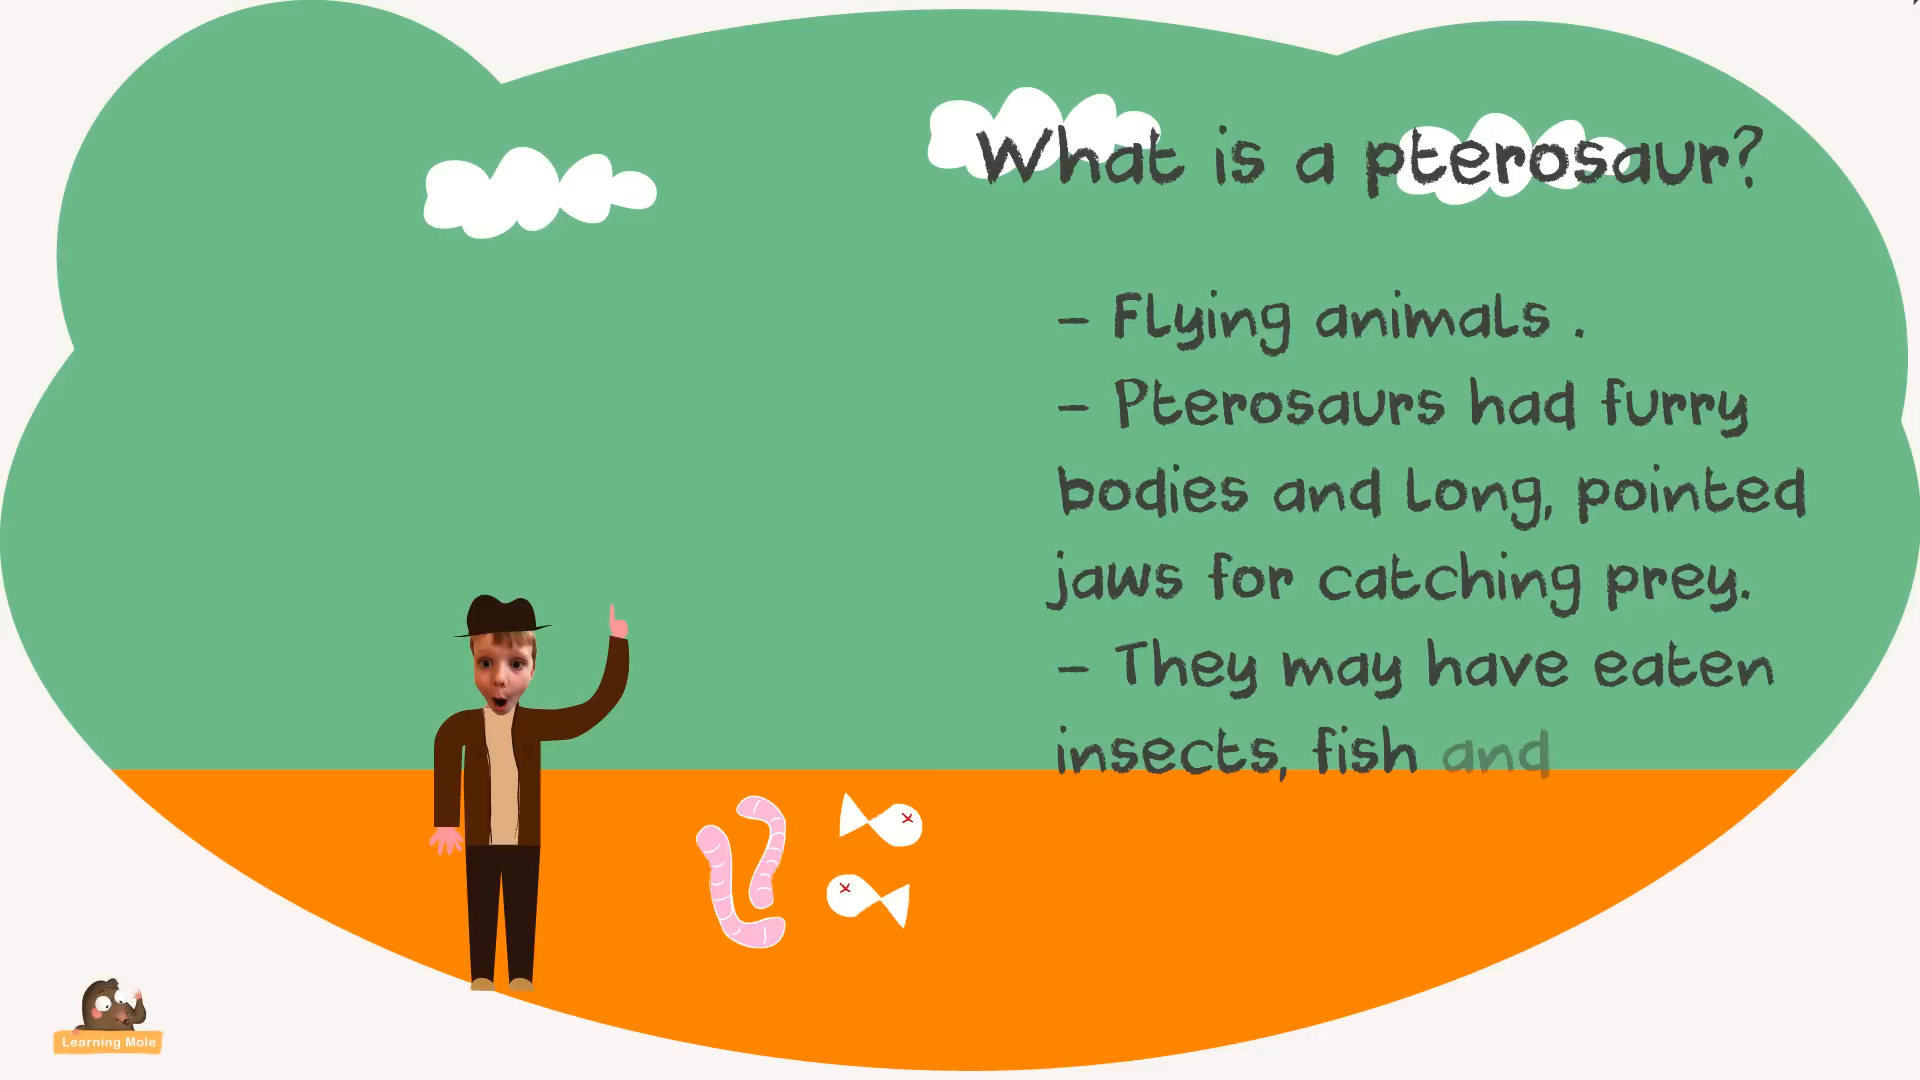 What is a pterosaur?
- Flying animals .
- Pterosaurs had furry
bodies and long, pointed
jaws for catching prey.
- They may have eaten
insects, fish and
Learning Mole